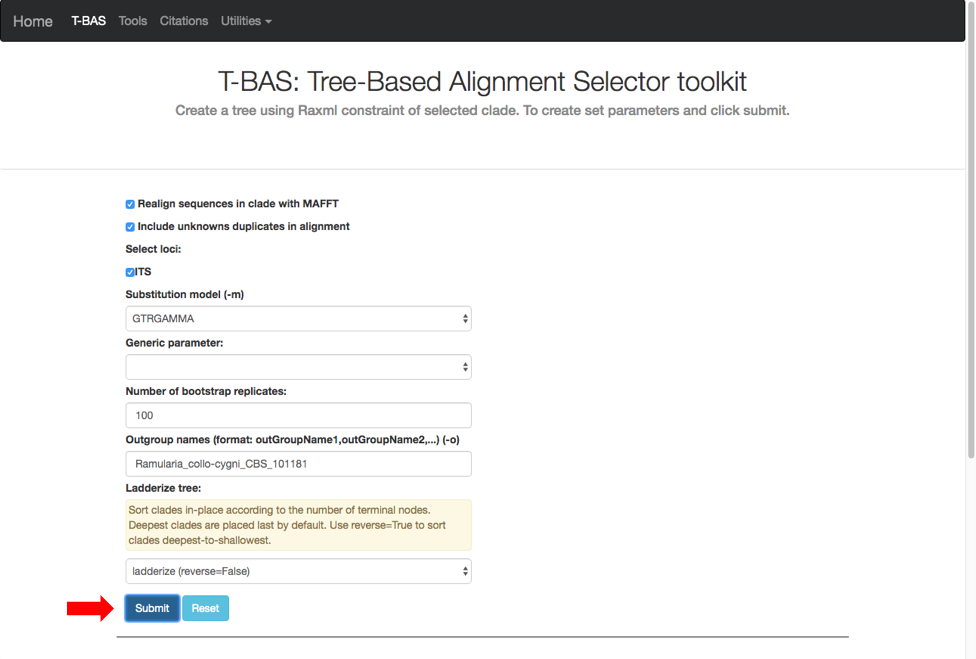 Home T-BAS Tools Citations Utilities
T-BAS: Tree-Based Alignment Selector toolkit
Create a tree using Raxml constraint of selected clade. To create set parameters and click submit.
Realign sequences in clade with MAFFT
Include unknowns duplicates in alignment
Select loci:
ITS
Substitution model (-m)
GTRGAMMA
Generic parameter:
Number of bootstrap replicates:
100
Outgroup names (format: outGroupName1,outGroupName2,...) (-o)
Ramularia_collo-cygni_CBS_101181
Ladderize tree:
Sort clades in-place according to the number of terminal nodes.
Deepest clades are placed last by default. Use reverse=True to sort
clades deepest-to-shallowest.
ladderize (reverse=False)
Submit Reset